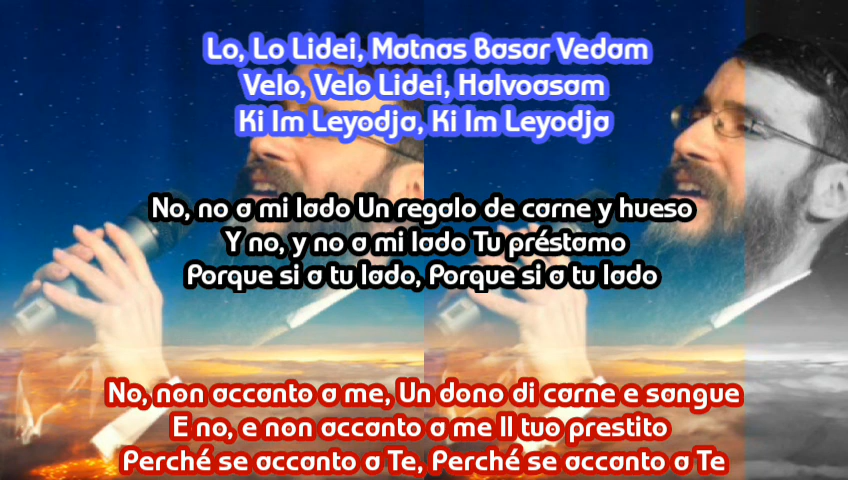 Lo, Lo Lidei, Matnas Basar Vedam
Velo, Velo Lidei, Halvoasam
Ki Im Leyodja, Ki Im Leyodja
No, no a mi lado Un regalo de carne y hueso
Y no, y no a mi lado Tu préstamo
Porque si a tu lado, Porque si a tu lado
No, non accanto a me, Un dono di carne e sangue
E no, e non accanto a me Il tuo prestito
Perché se accanto a Te, Perché se accanto a Te